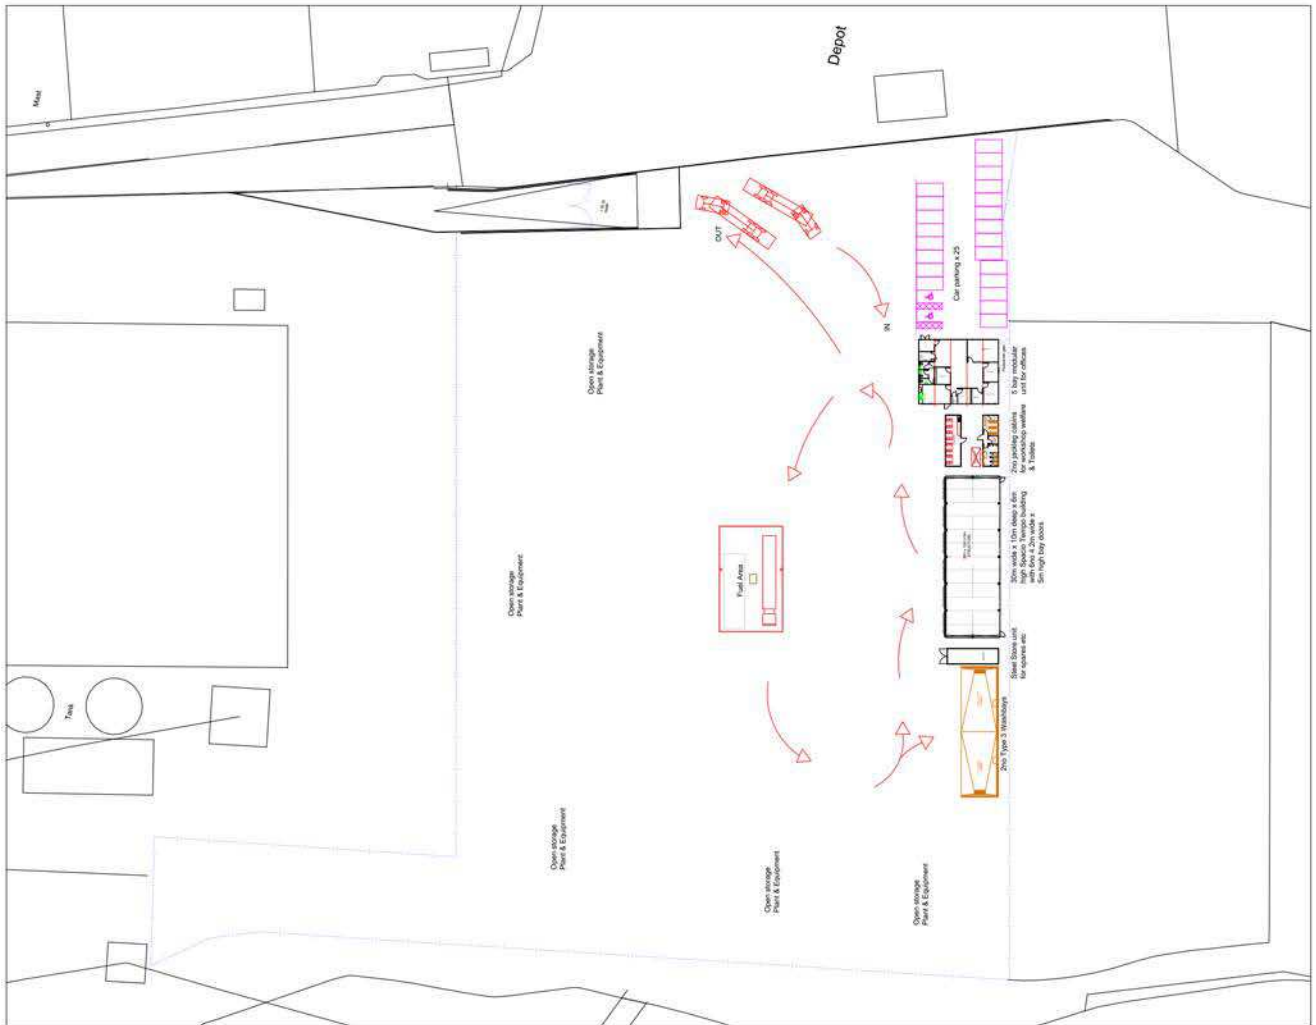 Mast
Depot
OUT
IN
Car parking x 25
Open storage
Plant & Equipment
5 bay modular
unit for offices
2no jackleg cabins
for workshop welfare
& Toilets
30m wide x 10m deep x 6m
high Spacio Tempo building
with 6no 4.2m wide x
5m high bay doors
Fuel Area
Open storage
Plant & Equipment
Steel Store unit
for spares etc
2no Type 3 Washbays
Tank
Open storage
Plant & Equipment
Open storage
Plant & Equipment
Open storage
Plant & Equipment